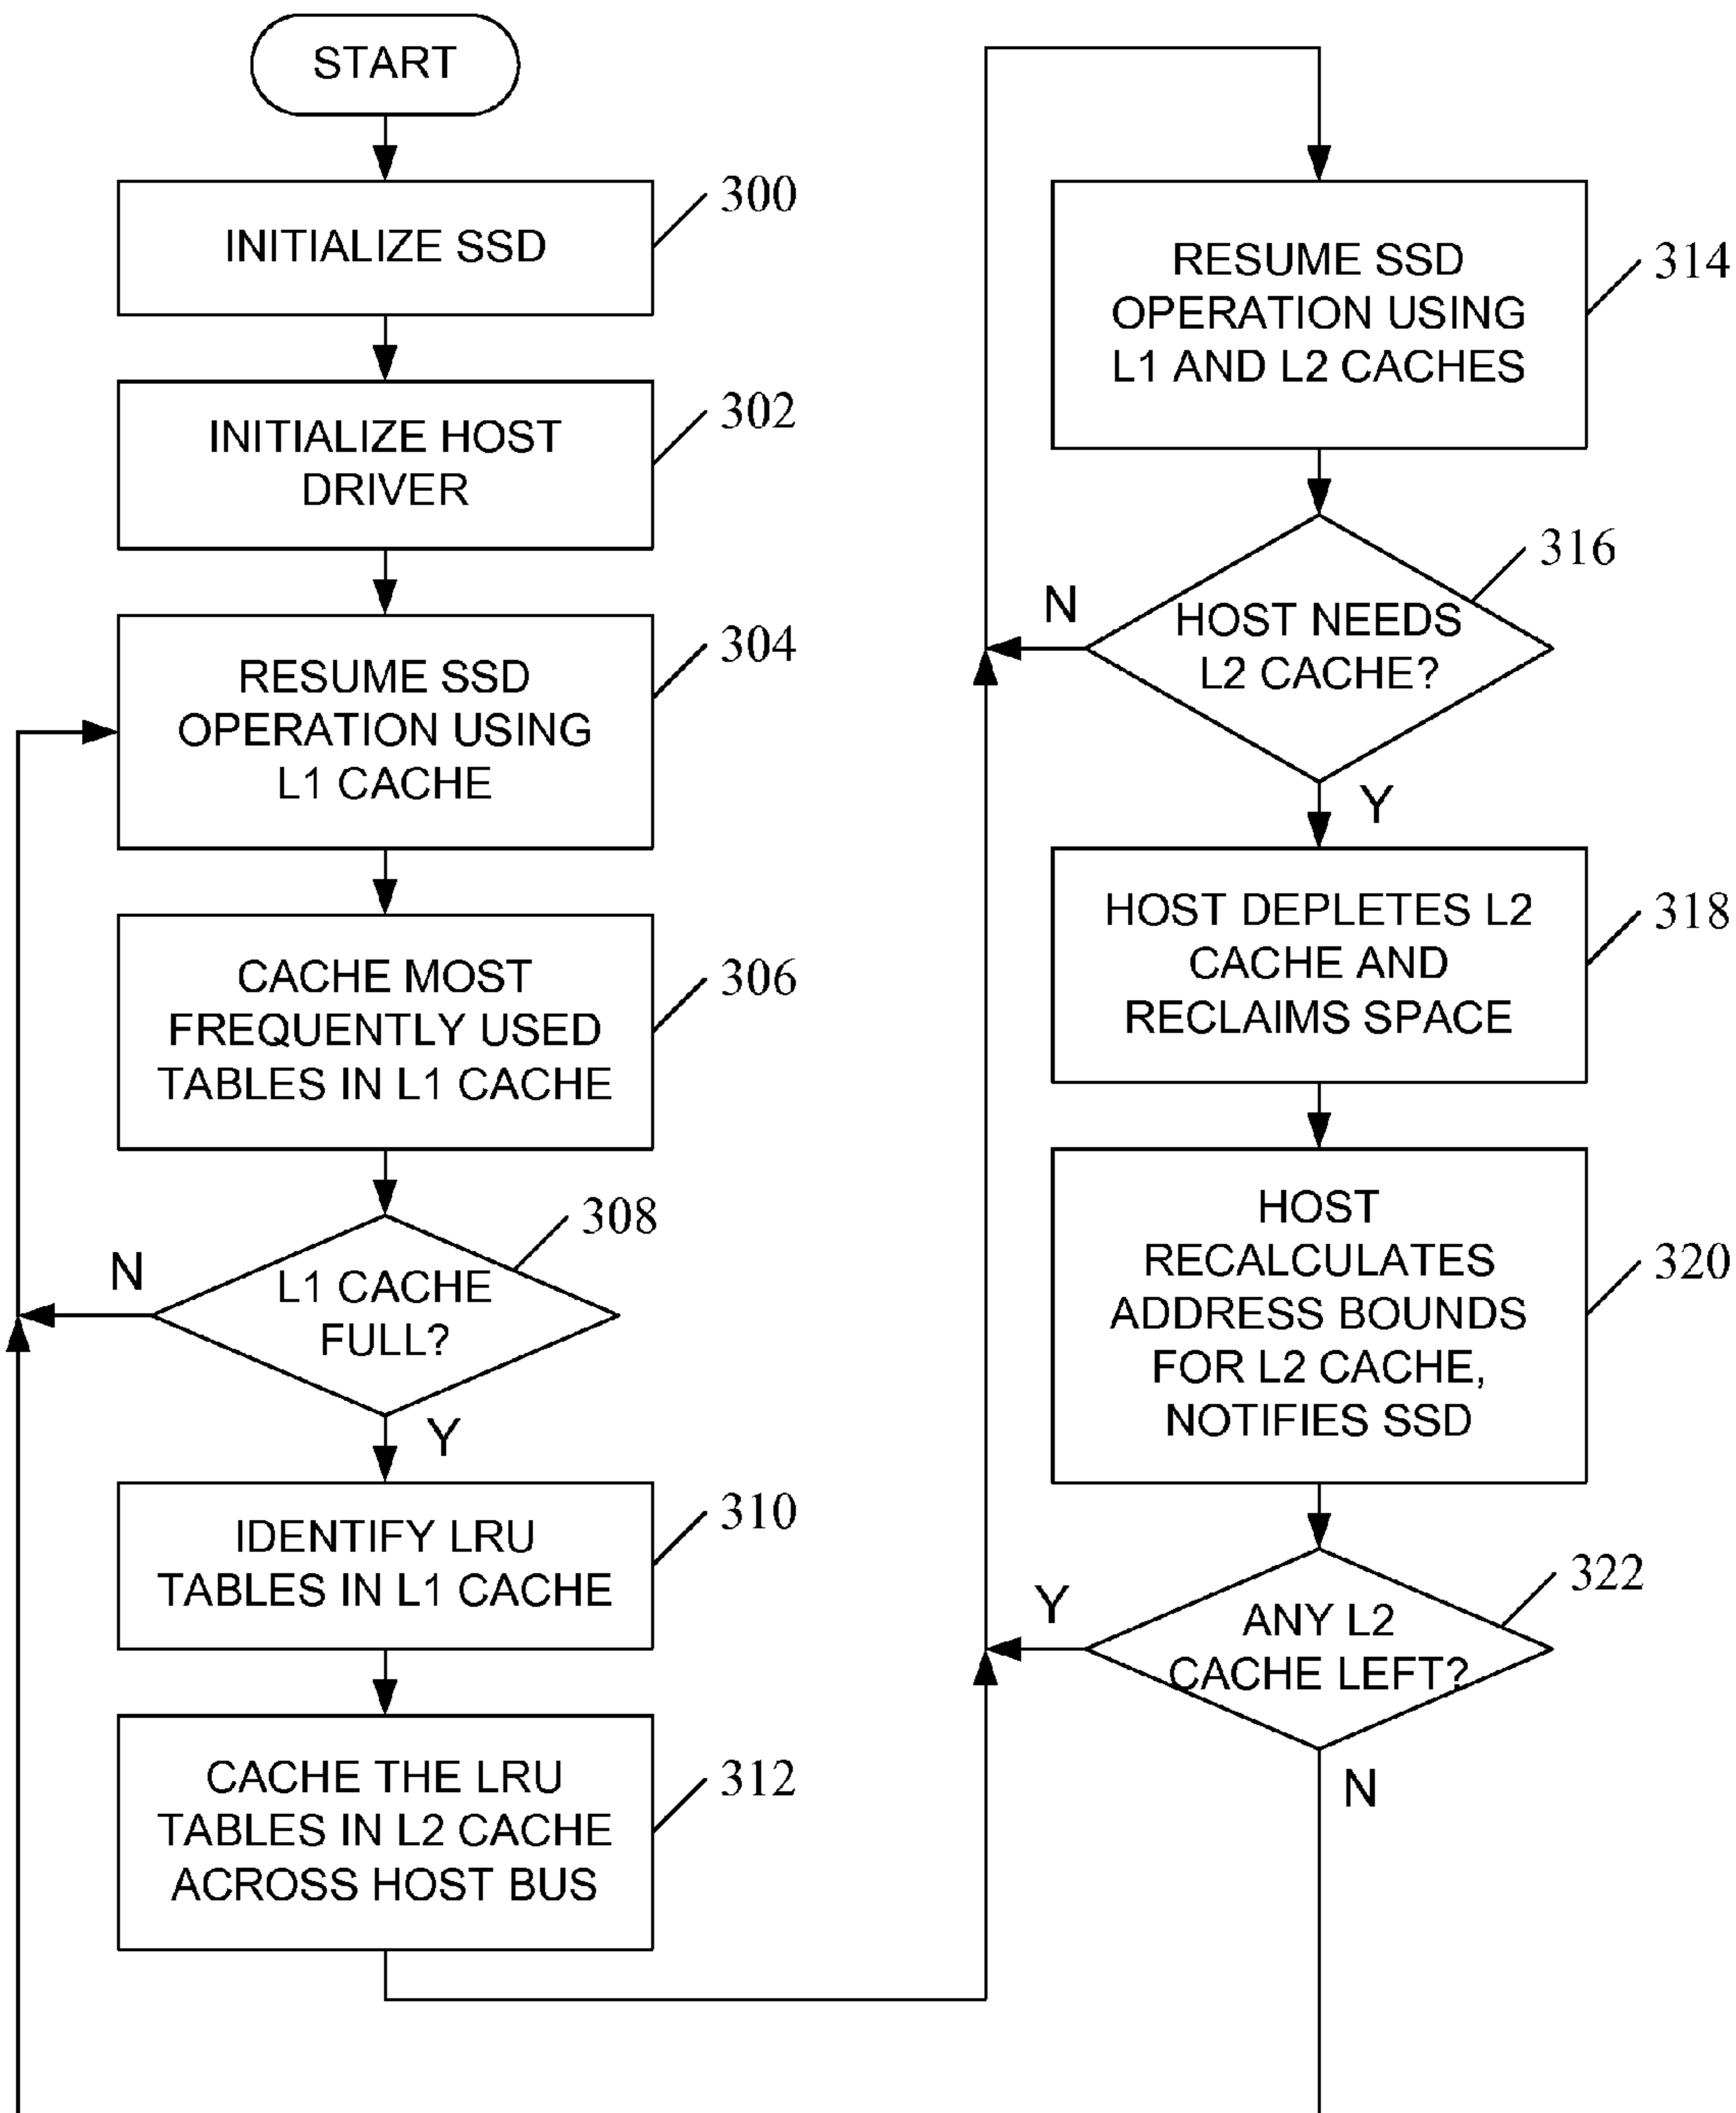 START
300
INITIALIZE SSD
302
INITIALIZE HOST
DRIVER
304
RESUME SSD
OPERATION USING
L1 CACHE
306
CACHE MOST
FREQUENTLY USED
TABLES IN L1 CACHE
308
N
L1 CACHE
FULL?
Y
310
IDENTIFY LRU
TABLES IN L1 CACHE
312
CACHE THE LRU
TABLES IN L2 CACHE
ACROSS HOST BUS
314
RESUME SSD
OPERATION USING
L1 AND L2 CACHES
316
N
HOST NEEDS
L2 CACHE?
Y
318
HOST DEPLETES L2
CACHE AND
RECLAIMS SPACE
320
HOST
RECALCULATES
ADDRESS BOUNDS
FOR L2 CACHE,
NOTIFIES SSD
322
Y
ANY L2
CACHE LEFT?
N